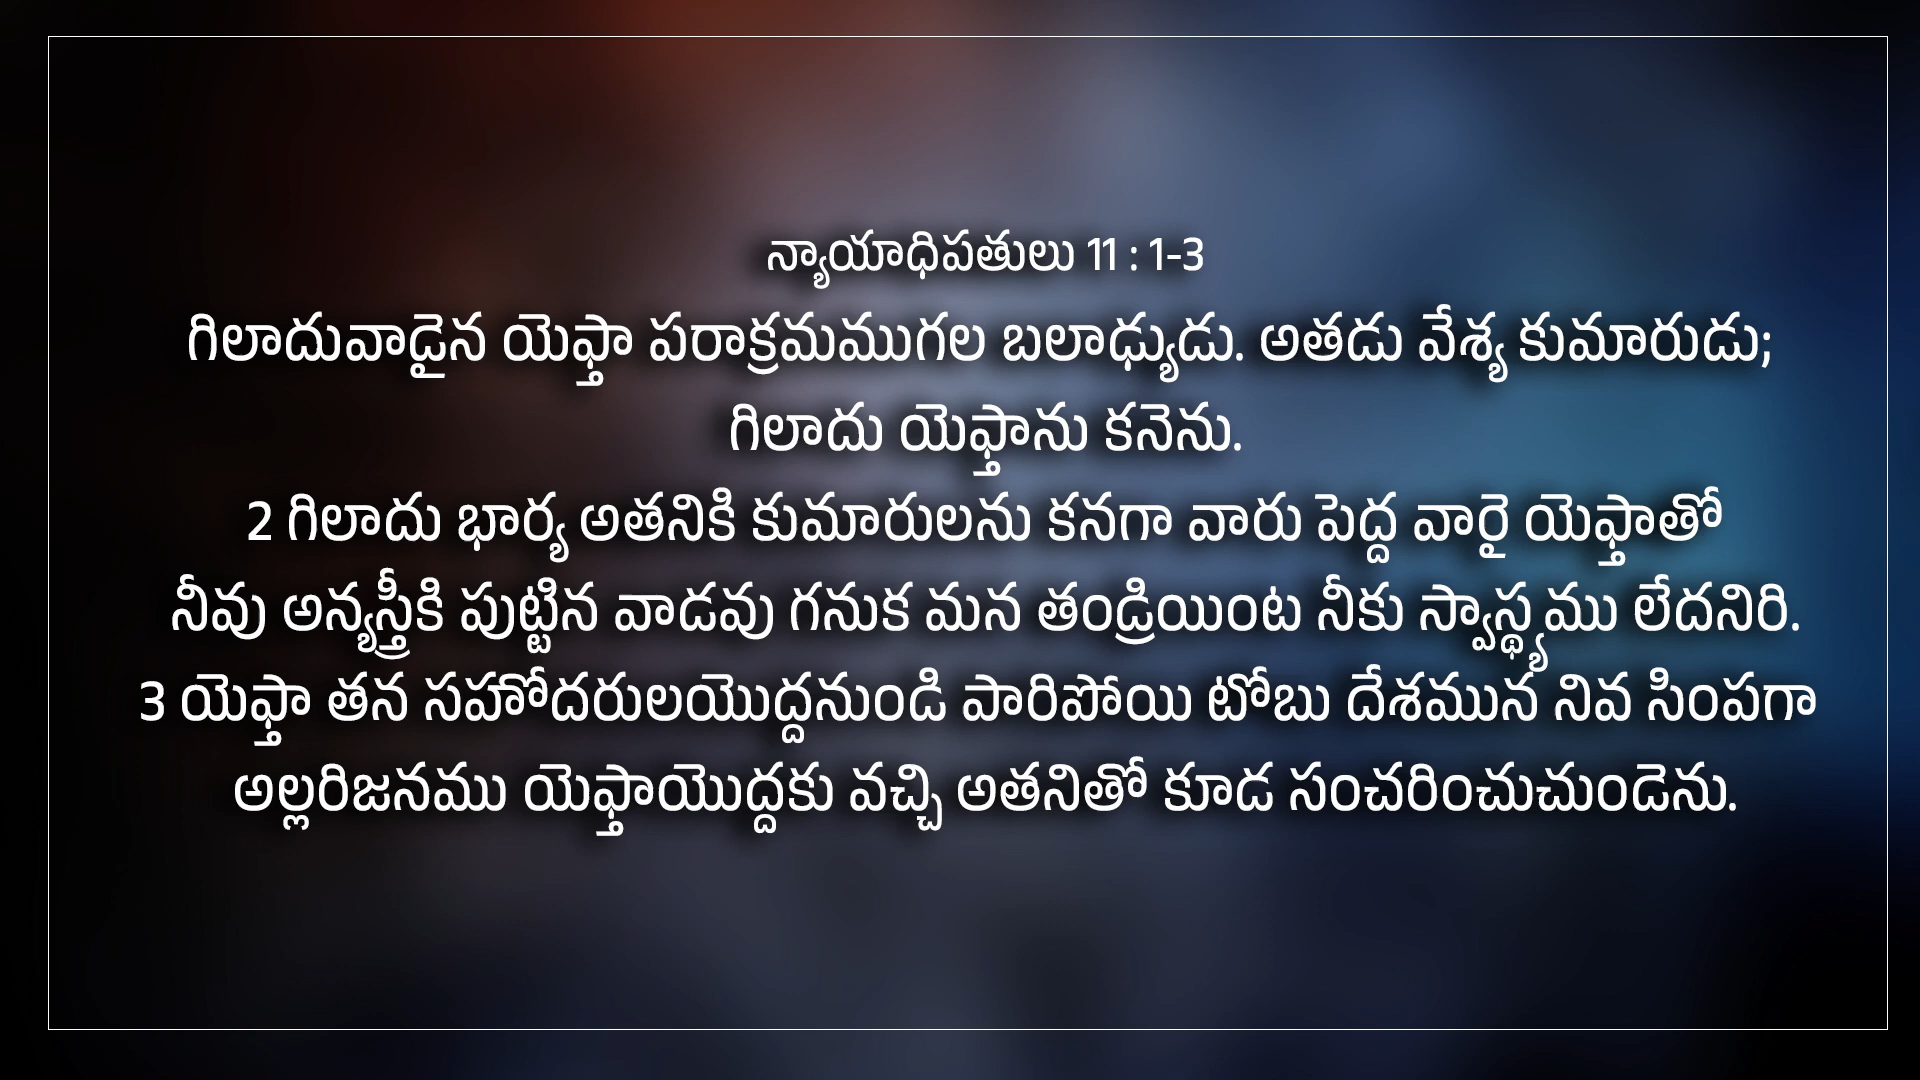 న్యాయాధిపతులు 11 : 1-3
గిలాదువాడైన యెఫ్తా పరాక్రమముగల బలాఢ్యుడు. అతడు వేశ్య కుమారుడు;
గిలాదు యెఫ్తాను కనెను.
2 గిలాదు భార్య అతనికి కుమారులను కనగా వారు పెద్ద వారై యెఫ్తాతో
నీవు అన్యస్త్రీకి పుట్టిన వాడవు గనుక మన తండ్రియింట నీకు స్వాస్థ్యము లేదనిరి.
3 యెఫ్తా తన సహోదరులయొద్దనుండి పారిపోయి టోబు దేశమున నివ సింపగా
అల్లరిజనము యెఫ్తాయొద్దకు వచ్చి అతనితో కూడ సంచరించుచుండెను.